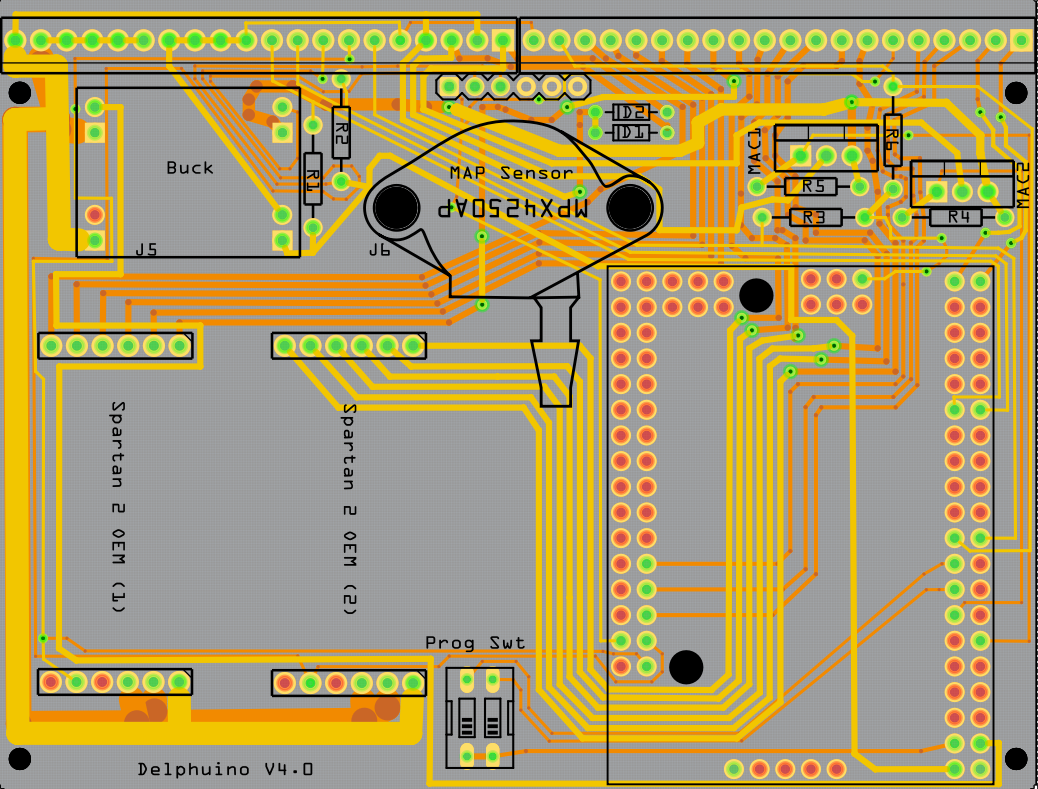 Buck
R2
R1
J5
MAP Sensor
MPX4250AP
J6
D2
D1
MAC1
R6
MAC2
R5
R3
R4
Spartan 2 OEM (1)
Spartan 2 OEM (2)
Prog Swt
Delphuino V4.0